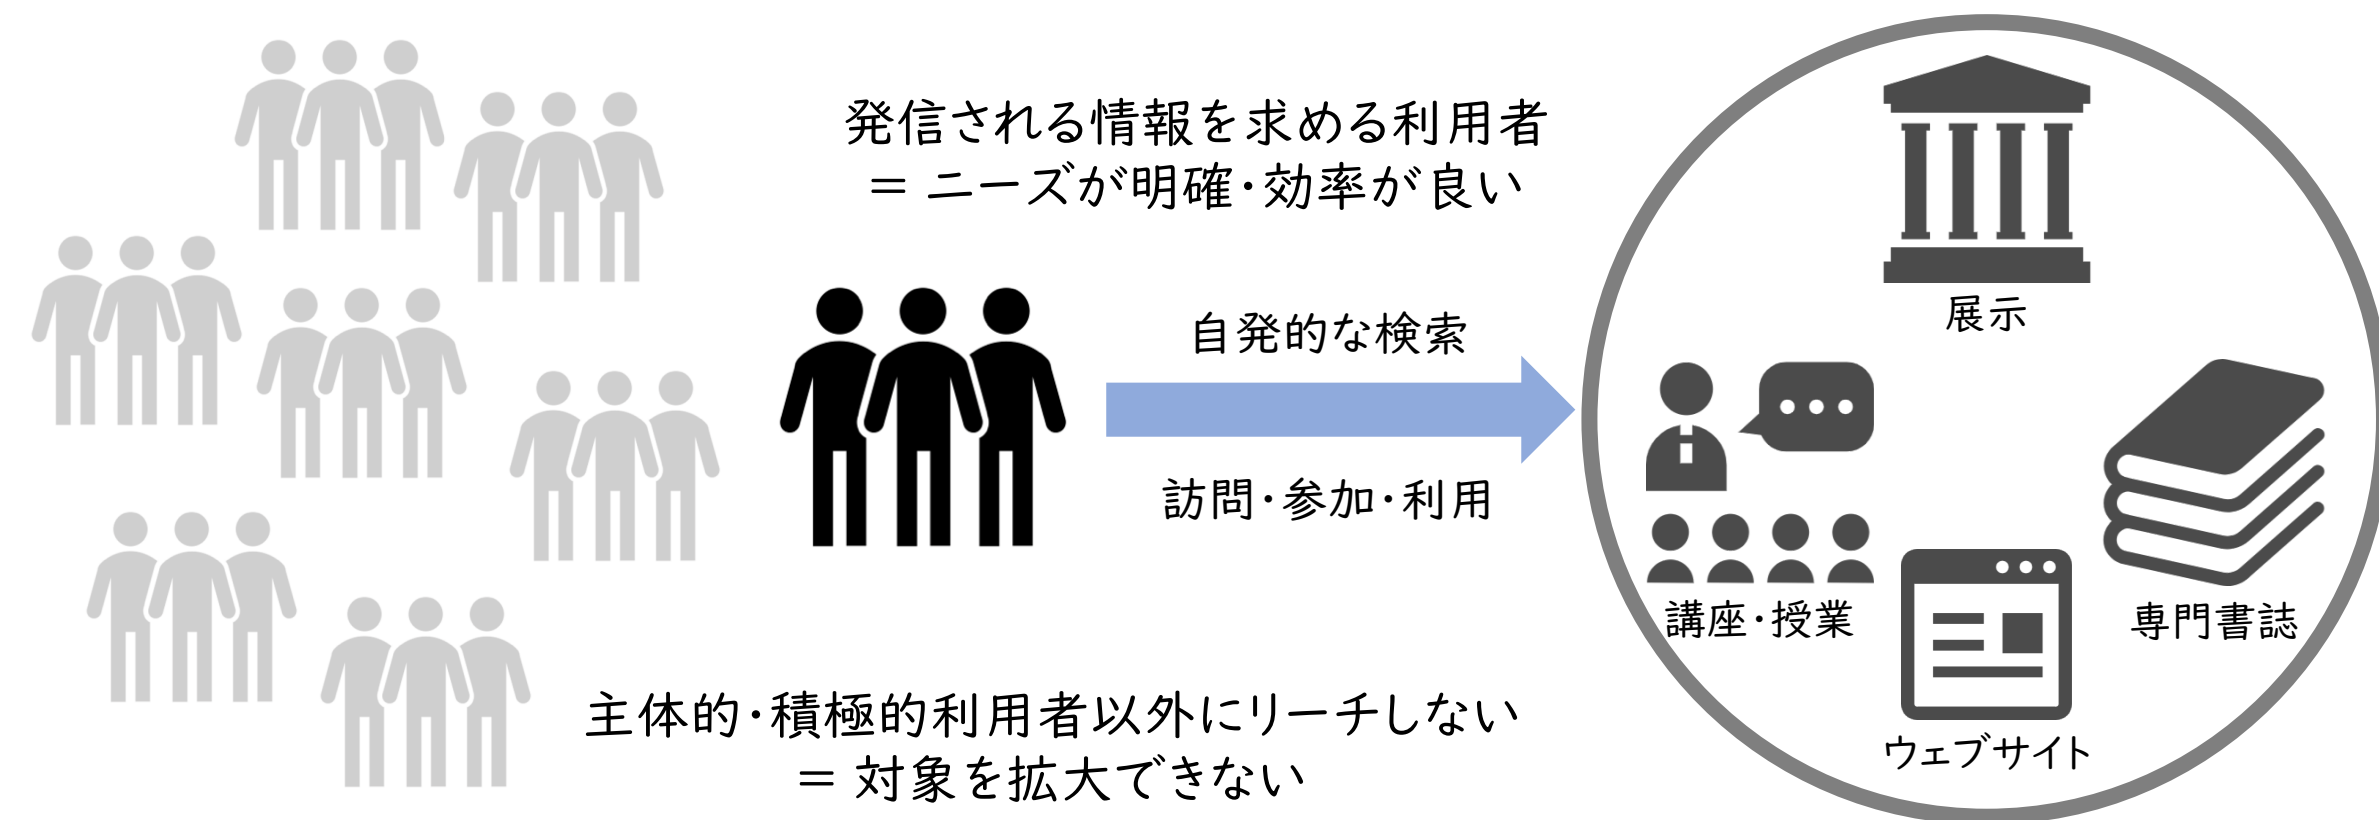 発信される情報を求める利用者
= ニーズが明確・効率が良い
自発的な検索
訪問・参加・利用
主体的・積極的利用者以外にリーチしない
= 対象を拡大できない
展示
講座・授業
専門書誌
ウェブサイト